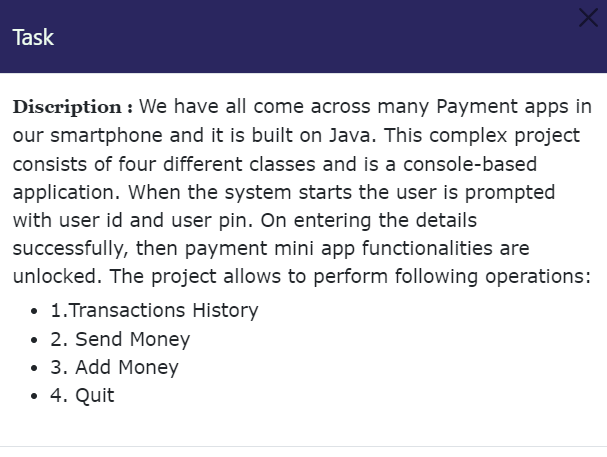 Task
Discription : We have all come across many Payment apps in
our smartphone and it is built on Java. This complex project
consists of four different classes and is a console-based
application. When the system starts the user is prompted
with user id and user pin. On entering the details
successfully, then payment mini app functionalities are
unlocked. The project allows to perform following operations:
• 1.Transactions History
• 2. Send Money
• 3. Add Money
• 4. Quit